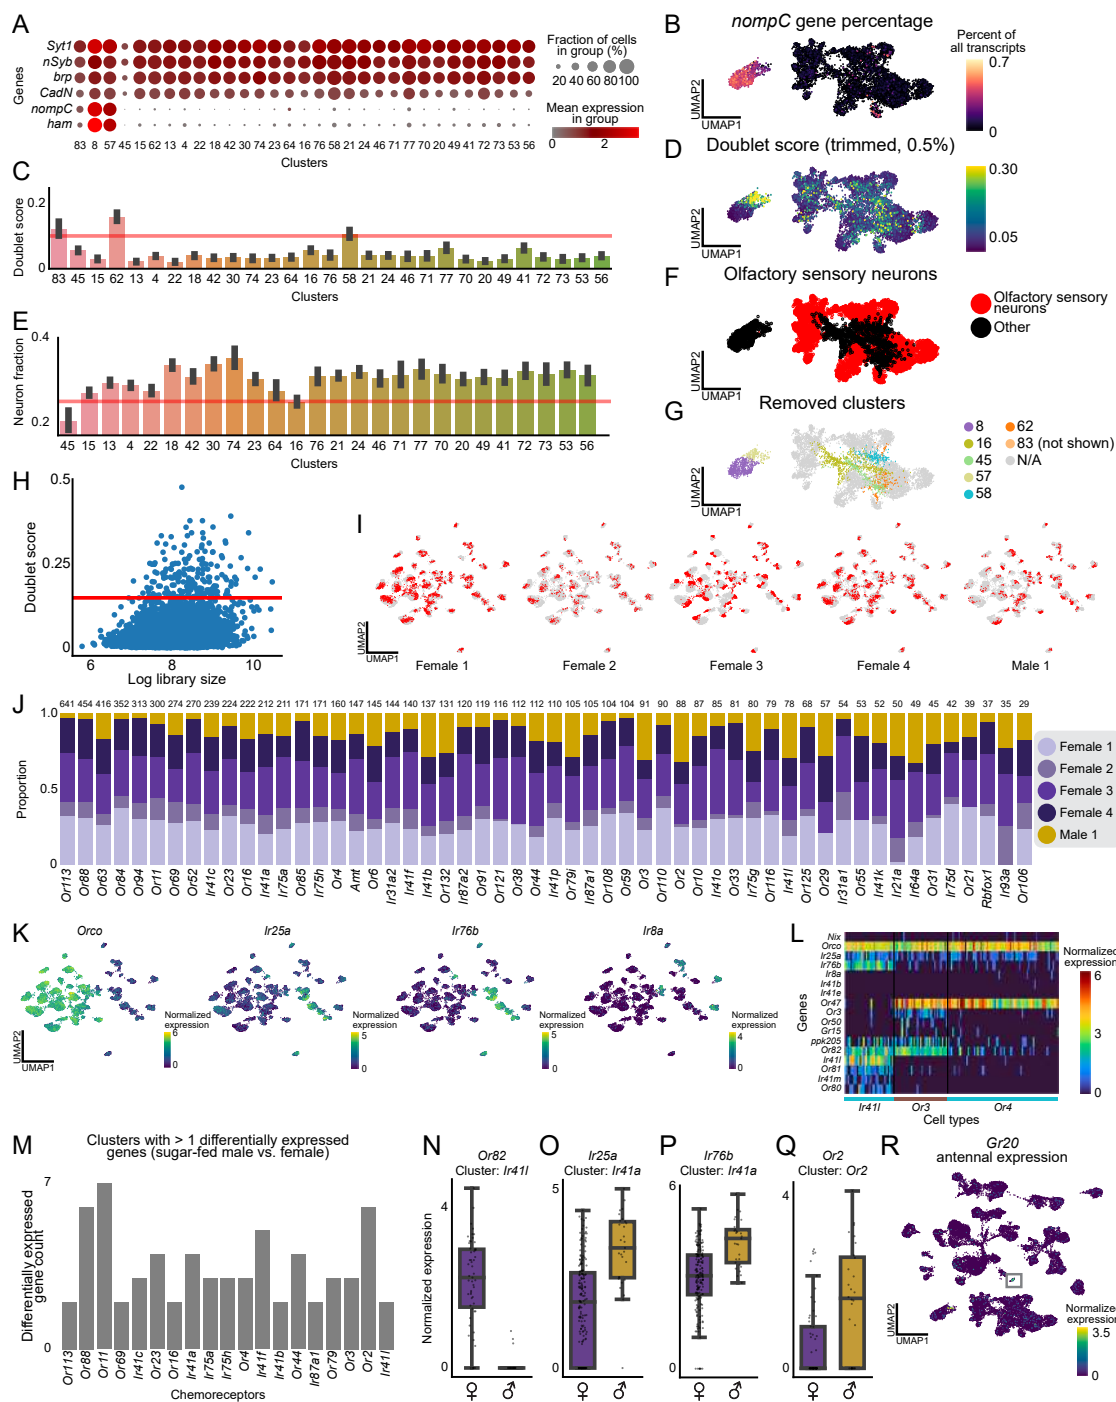 A
Genes
Syt1
nSyb
brp
CadN
nompC
ham
83 8 57 45 15 62 13 4 22 18 42 30 74 23 64 16 76 58 21 24 46 71 77 70 20 49 41 72 73 53 56
Clusters
Fraction of cells
in group (%)
20 40 60 80 100
Mean expression
in group
0 2
B
nompC gene percentage
UMAP2
UMAP1
Percent of
all transcripts
0.7
0
C
Doublet score
0.2
0
83 45 15 62 13 4 22 18 42 30 74 23 64 16 76 58 21 24 46 71 77 70 20 49 41 72 73 53 56
Clusters
D
Doublet score (trimmed, 0.5%)
UMAP2
UMAP1
0.30
0.05
E
Neuron fraction
0.4
0.2
45 15 13 4 22 18 42 30 74 23 64 16 76 21 24 46 71 77 70 20 49 41 72 73 53 56
Clusters
F
Olfactory sensory neurons
UMAP2
UMAP1
Olfactory sensory
neurons
Other
G
Removed clusters
UMAP2
UMAP1
8
16
45
57
58
62
83 (not shown)
N/A
H
Doublet score
0.5
0.25
0
6 8 10
Log library size
I
UMAP2
UMAP1
Female 1
Female 2
Female 3
Female 4
Male 1
J
641 454 416 352 313 300 274 270 239 224 222 212 211 171 171 160 147 145 144 140 137 131 120 119 116 112 112 110 105 105 104 104 103 90 88 87 85 81 80 79 78 68 57 54 53 52 50 49 45 42 39 37 35 29
Proportion
1.0
0.5
0
Or113 Or88 Or63 Or84 Or94 Or11 Or69 Or52 Ir41c Or23 Or16 Ir41a Ir75a Or85 Ir75h Or4 Amt Or6 Ir31a2 Ir41f Ir41b Or132 Ir87a2 Or91 Or121 Or38 Or44 Ir41p Or79i Ir87a1 Or108 Or59 Or3 Or110 Or2 Or10 Ir41o Or33 Ir75g Or116 Ir41l Or125 Or29 Ir31a1 Or55 Ir41k Ir21a Ir64a Or31 Ir75d Or21 Rbfox1 Ir93a Or106
Female 1
Female 2
Female 3
Female 4
Male 1
K
Orco
Ir25a
Ir76b
Ir8a
UMAP2
UMAP1
Normalized
expression
6
0
Normalized
expression
5
0
Normalized
expression
5
0
Normalized
expression
4
0
L
Genes
Nix
Orco
Ir25a
Ir76b
Ir8a
Ir41b
Ir41e
Or47
Or3
Or50
Gr15
ppk205
Or82
Ir41l
Or81
Ir41m
Or80
Ir41l Or3 Or4
Cell types
Normalized
expression
6
3
0
M
Clusters with > 1 differentially expressed
genes (sugar-fed male vs. female)
Differentially expressed
gene count
7
0
Or113 Or88 Or11 Or69 Ir41c Or23 Or16 Ir41a Ir75a Ir75h Or4 Ir41f Ir41b Or44 Ir87a1 Or79 Or3 Or2 Ir41l
Chemoreceptors
N
Or82
Cluster: Ir41l
Normalized expression
4
0
♀ ♂
O
Ir25a
Cluster: Ir41a
5
0
♀ ♂
P
Ir76b
Cluster: Ir41a
6
0
♀ ♂
Q
Or2
Cluster: Or2
4
0
♀ ♂
R
Gr20
antennal expression
UMAP2
UMAP1
Normalized
expression
3.5
0